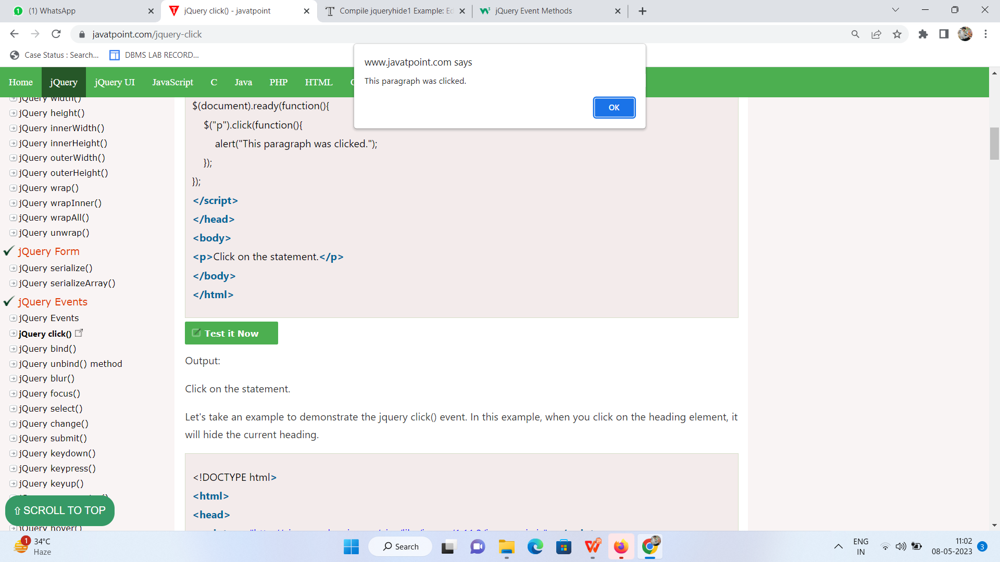 (1) WhatsApp
jQuery click() - javatpoint
Compile jqueryhide1 Example: Ed
jQuery Event Methods
javatpoint.com/jquery-click
Case Status : Search...
DBMS LAB RECORD...
www.javatpoint.com says
This paragraph was clicked.
OK
Home jQuery jQuery UI JavaScript C Java PHP HTML
jQuery width()
jQuery height()
jQuery innerWidth()
jQuery innerHeight()
jQuery outerWidth()
jQuery outerHeight()
jQuery wrap()
jQuery wrapInner()
jQuery wrapAll()
jQuery unwrap()
jQuery Form
jQuery serialize()
jQuery serializeArray()
jQuery Events
jQuery Events
jQuery click()
jQuery bind()
jQuery unbind() method
jQuery blur()
jQuery focus()
jQuery select()
jQuery change()
jQuery submit()
jQuery keydown()
jQuery keypress()
jQuery keyup()
⇧ SCROLL TO TOP
jQuery hover()
$(document).ready(function(){
$("p").click(function(){
alert("This paragraph was clicked.");
});
});
</script>
</head>
<body>
<p>Click on the statement.</p>
</body>
</html>
Test it Now
Output:
Click on the statement.
Let's take an example to demonstrate the jquery click() event. In this example, when you click on the heading element, it
will hide the current heading.
<!DOCTYPE html>
<html>
<head>
1
34°C
Haze
Search
ENG
IN
11:02
08-05-2023
3